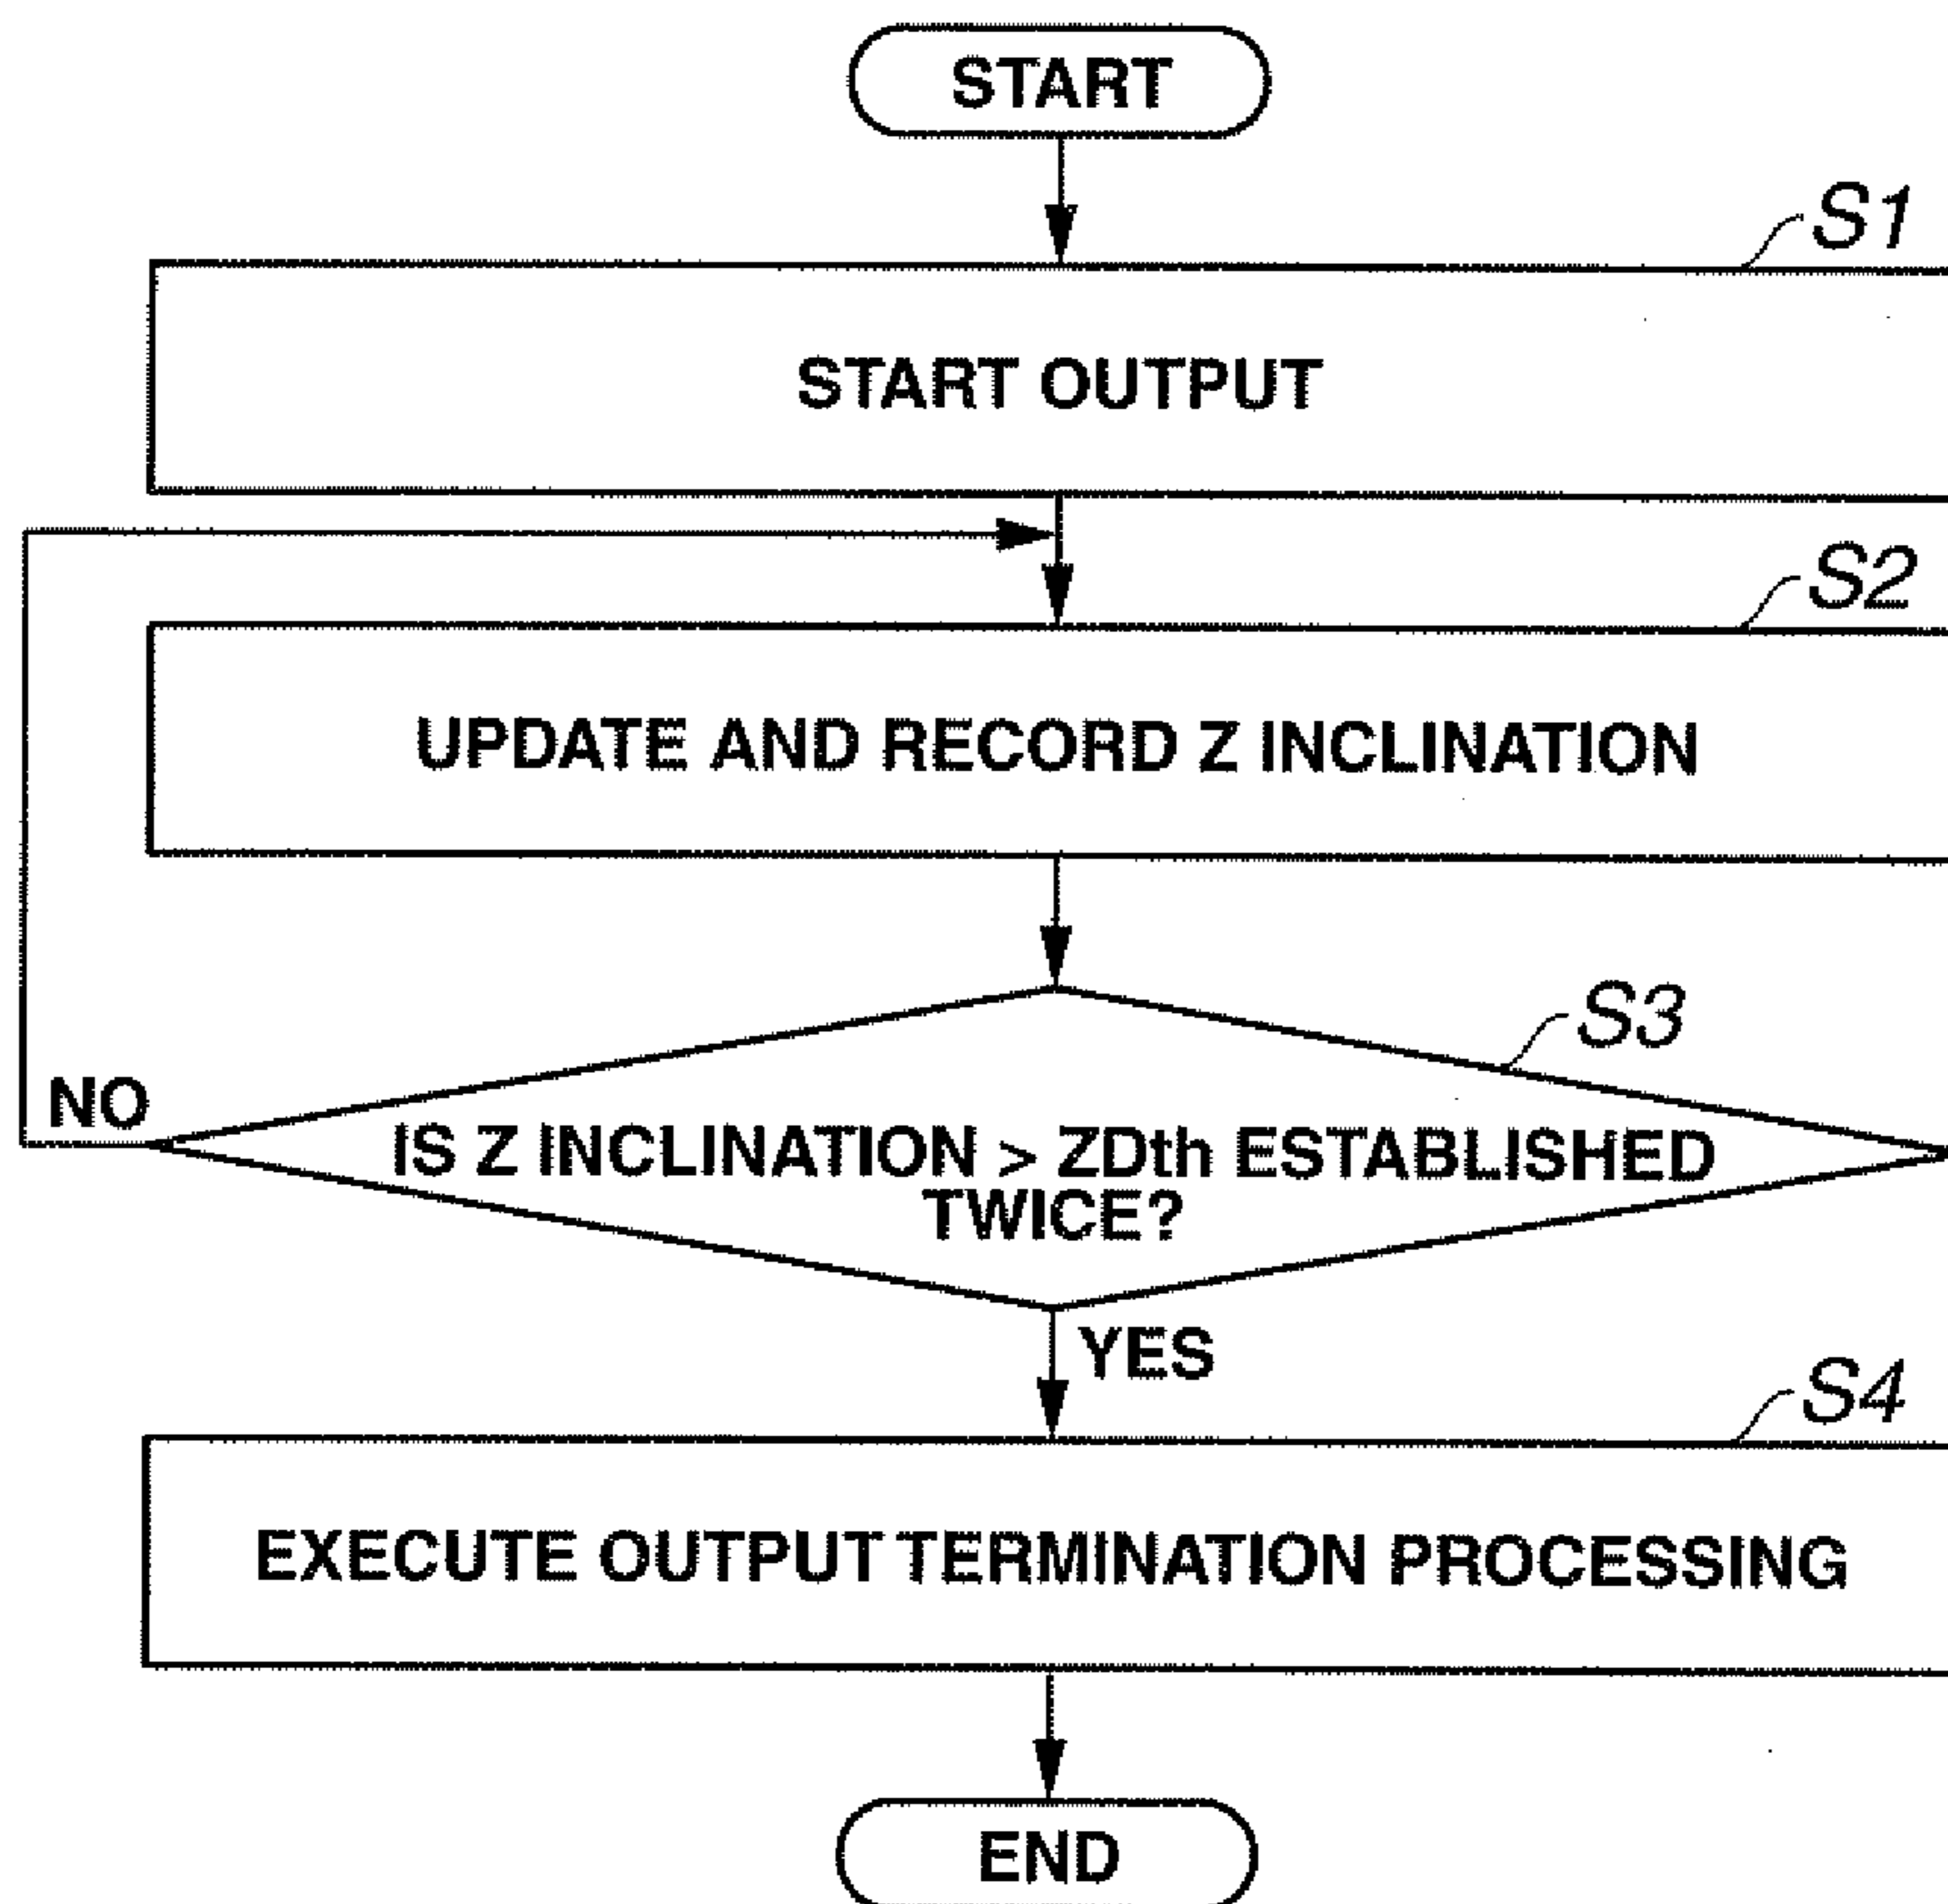 START
S1
START OUTPUT
S2
UPDATE AND RECORD Z INCLINATION
S3
NO
IS Z INCLINATION > ZDth ESTABLISHED
TWICE?
YES
S4
EXECUTE OUTPUT TERMINATION PROCESSING
END